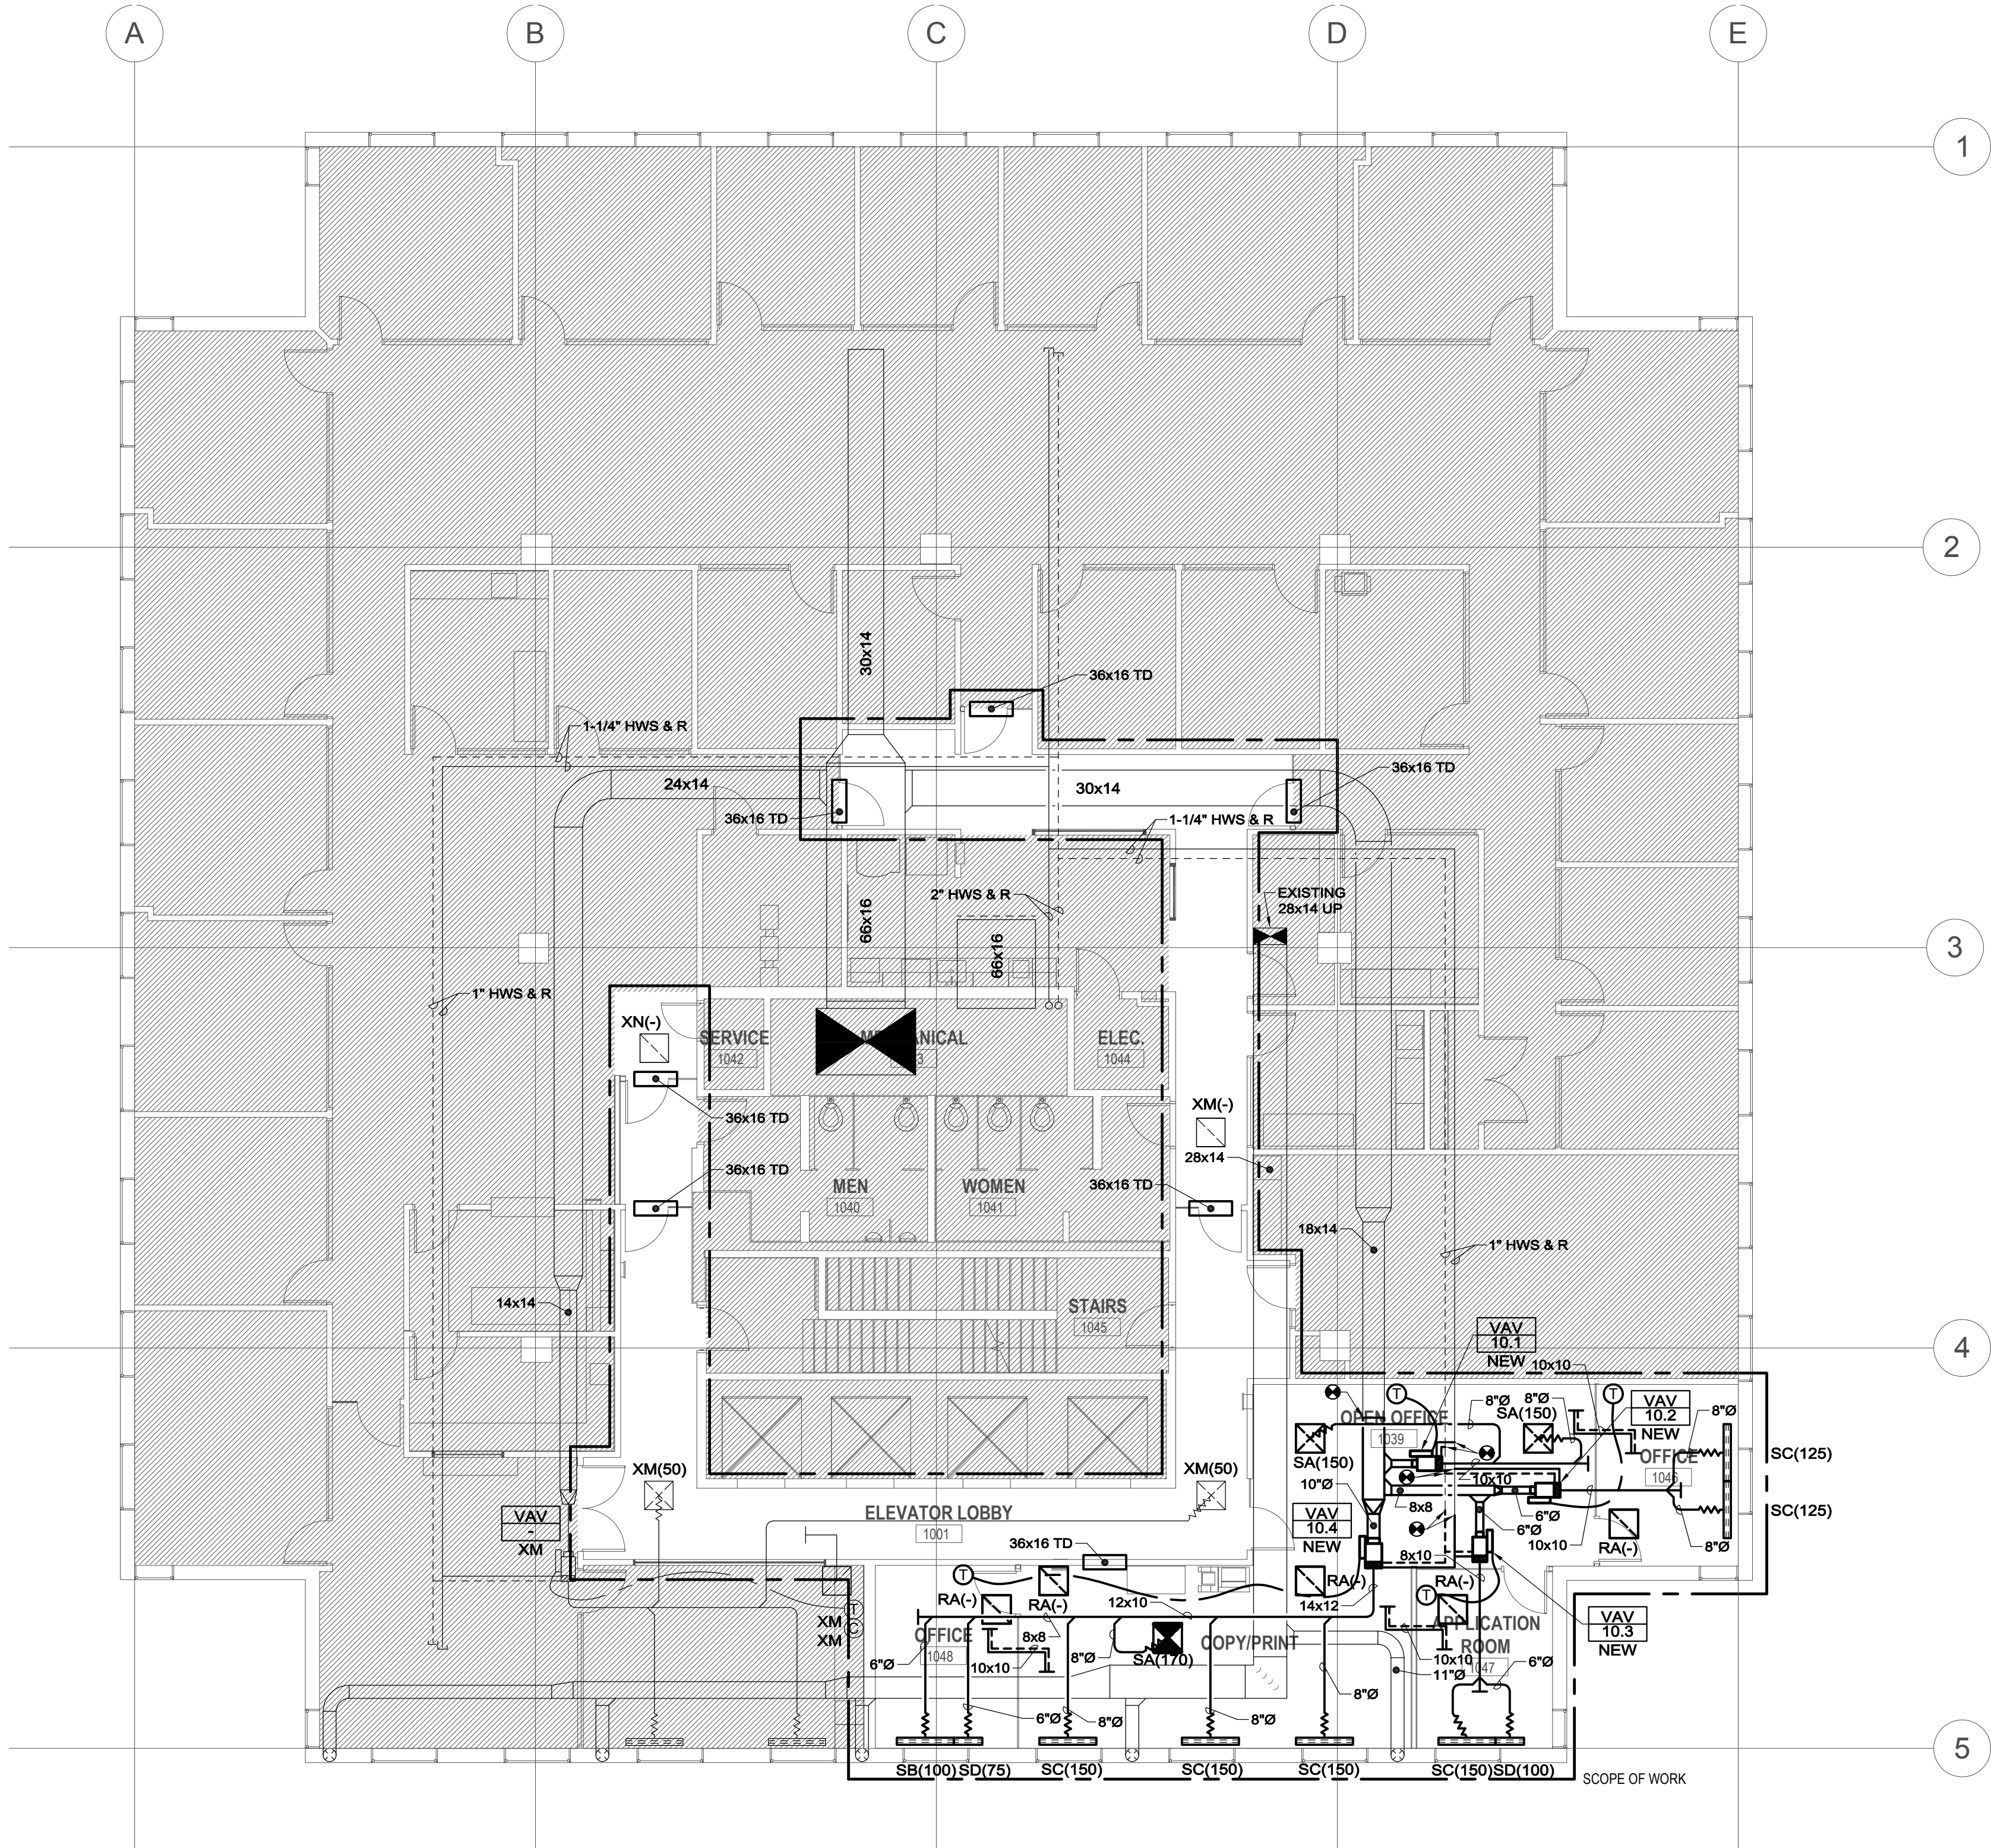 A
B
C
D
E
1
2
3
4
5
30x14
36x16 TD
1-1/4" HWS & R
24x14
36x16 TD
30x14
36x16 TD
1-1/4" HWS & R
66x16
2" HWS & R
66x16
EXISTING
28x14 UP
1" HWS & R
XN(-)
SERVICE
1042
ELEC.
1044
36x16 TD
XM(-)
28x14
36x16 TD
MEN
1040
WOMEN
1041
36x16 TD
18x14
1" HWS & R
14x14
STAIRS
1045
VAV
10.1
NEW
10x10
T
OPEN OFFICE
1039
8"Ø
8"Ø
SA(150)
T
VAV
10.2
NEW
8"Ø
SA(150)
SC(125)
OFFICE
1046
10x10
10"Ø
8x8
6"Ø
SC(125)
6"Ø
10x10
RA(-)
8"Ø
XM(50)
XM(50)
ELEVATOR LOBBY
1001
VAV
-
XM
VAV
10.4
NEW
36x16 TD
8x10
T
RA(-)
RA(-)
RA(-)
T
RA(-)
12x10
14x12
VAV
10.3
NEW
T
XM
C
XM
OFFICE
1048
8x8
8"Ø
SA(170)
COPY/PRINT
APPLICATION
ROOM
1047
6"Ø
10x10
10x10
11"Ø
6"Ø
8"Ø
6"Ø
8"Ø
8"Ø
SB(100)
SD(75)
SC(150)
SC(150)
SC(150)
SC(150)
SD(100)
SCOPE OF WORK